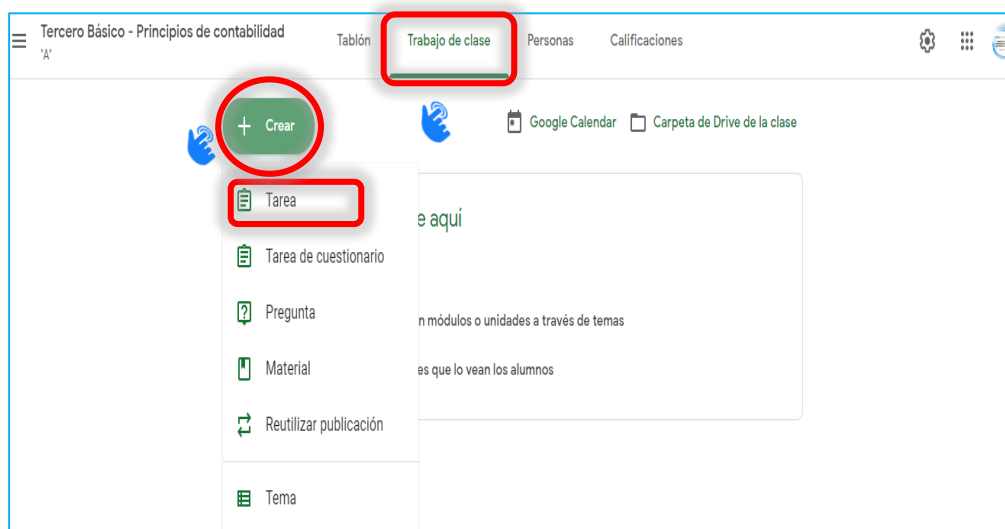 Tercero Básico - Principios de contabilidad
"A"
Tablón
Trabajo de clase
Personas
Calificaciones
Crear
Google Calendar
Carpeta de Drive de la clase
Tarea
e aquí
Tarea de cuestionario
Pregunta
n módulos o unidades a través de temas
Material
es que lo vean los alumnos
Reutilizar publicación
Tema